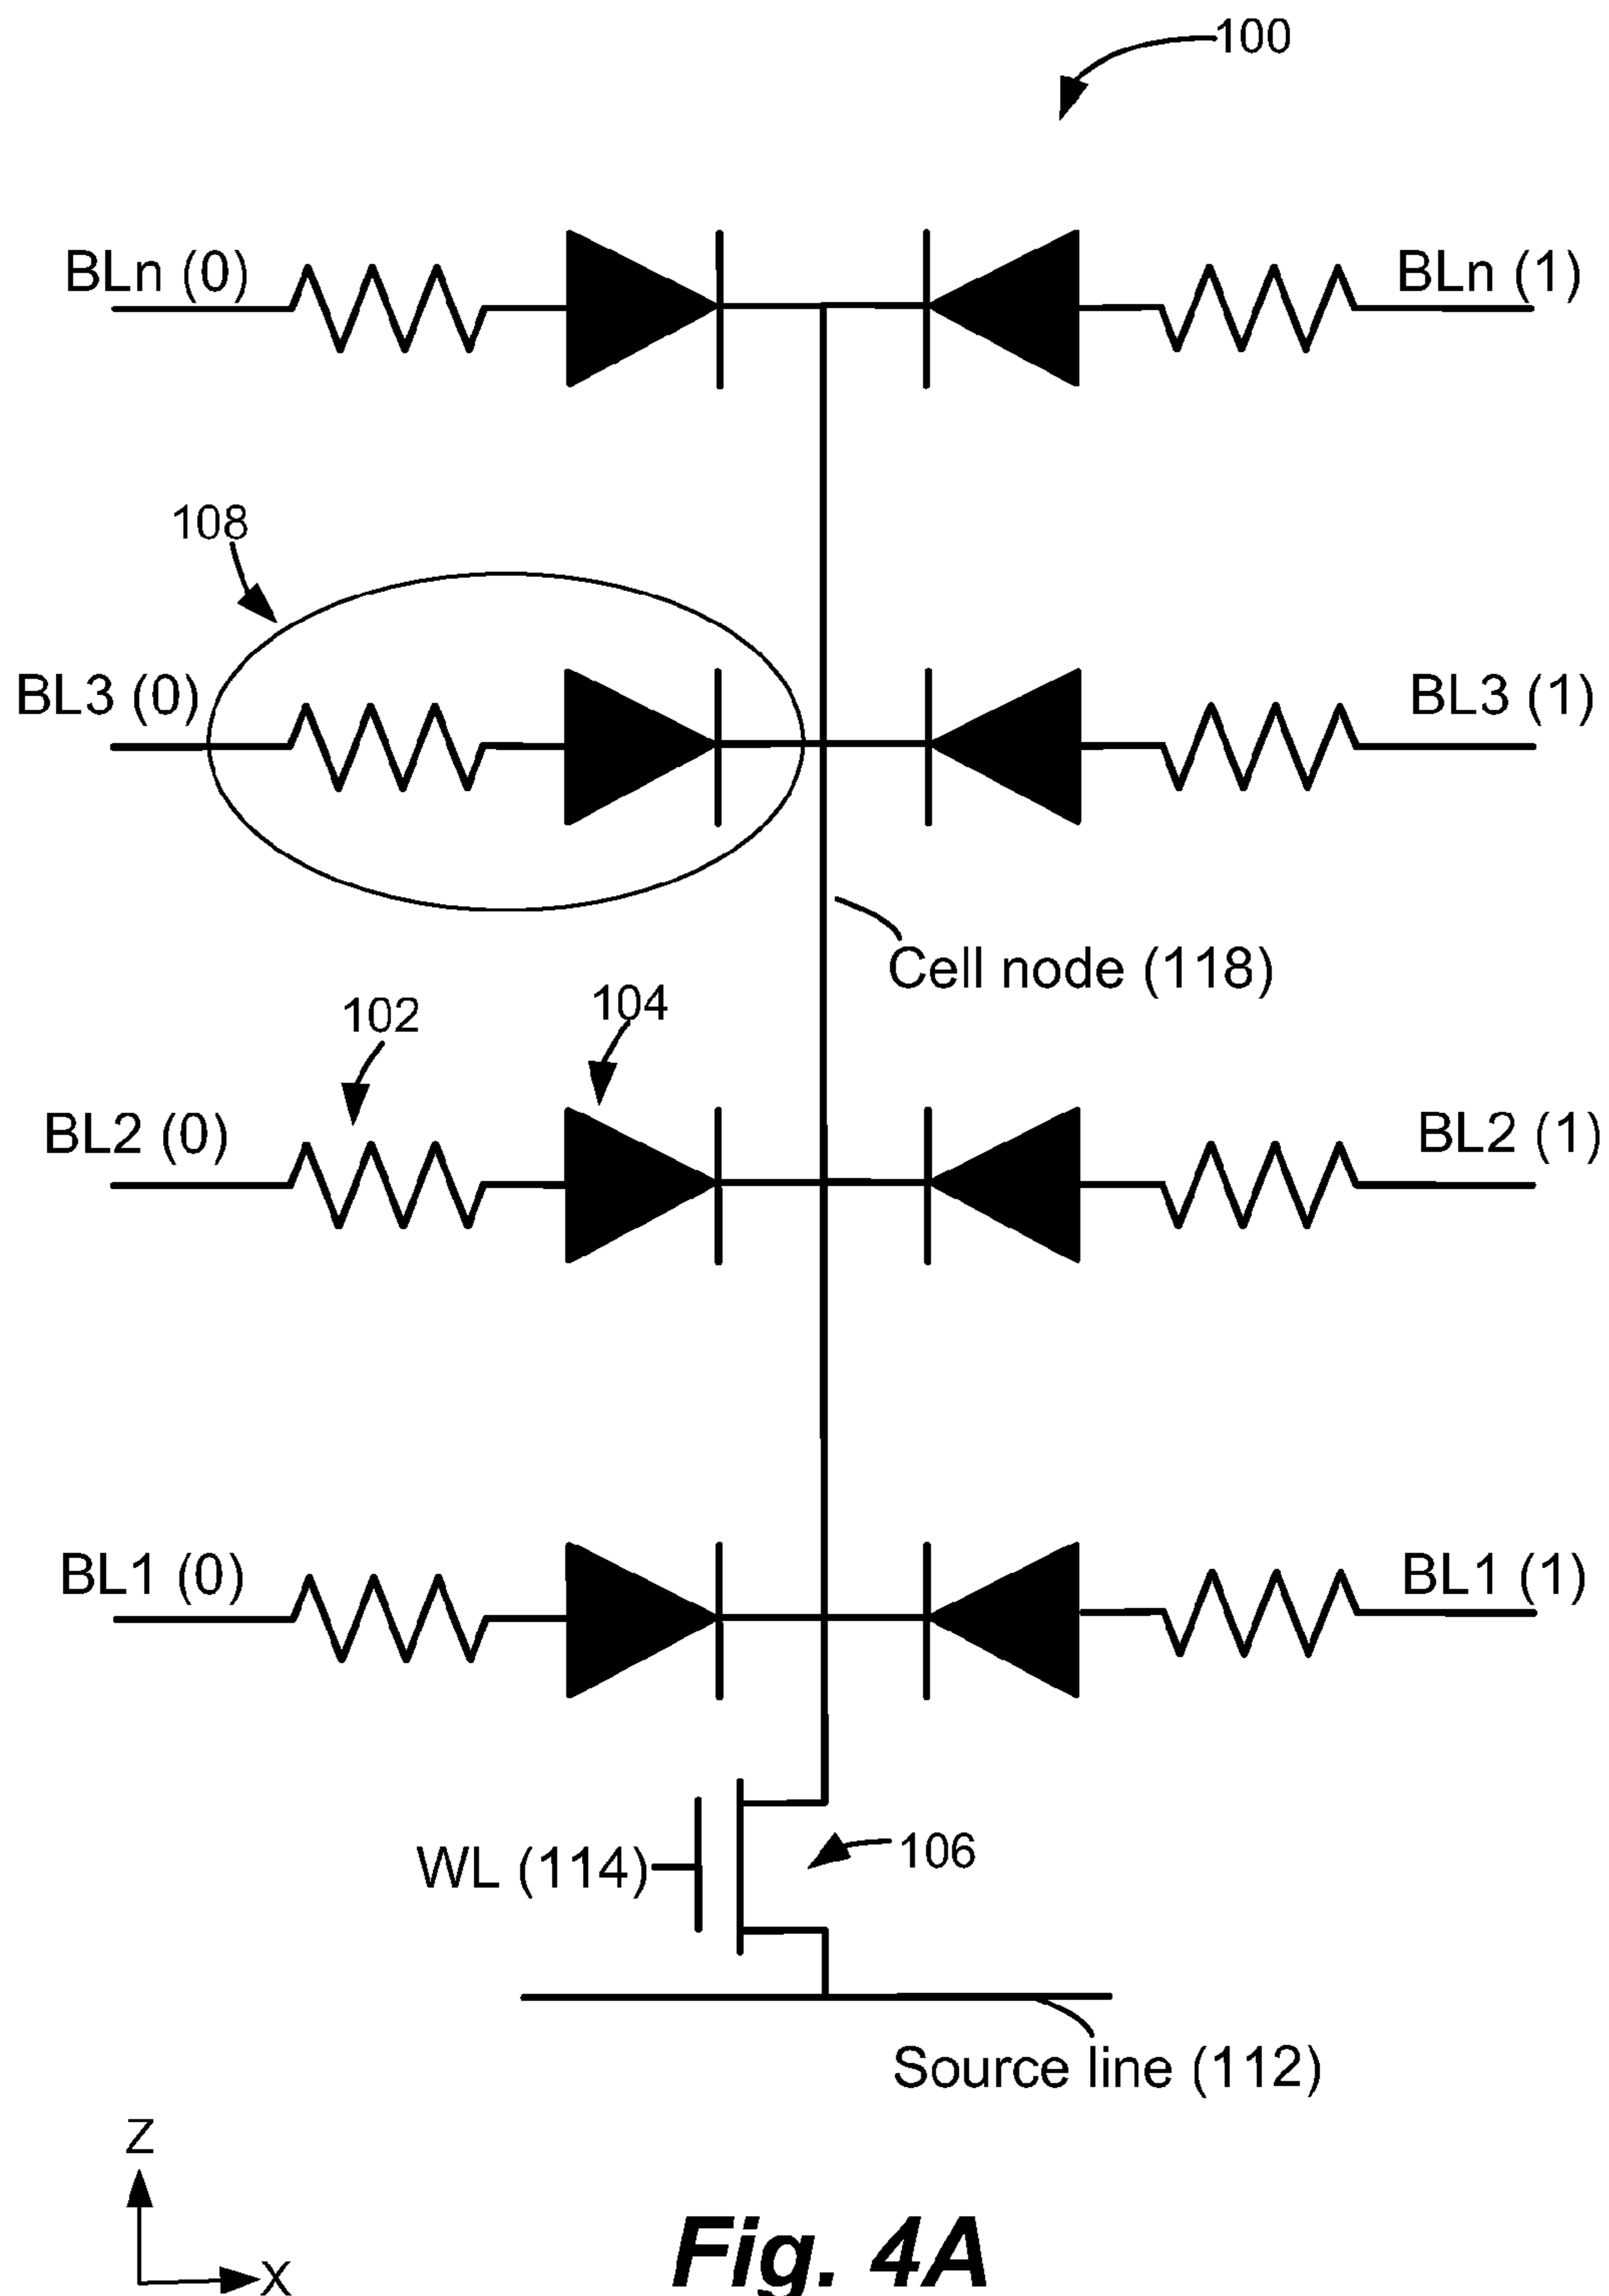 100
BLn (0)
BLn (1)
108
BL3 (0)
BL3 (1)
Cell node (118)
102
104
BL2 (0)
BL2 (1)
BL1 (0)
BL1 (1)
WL (114)
106
Source line (112)
Z
X
Fig. 4A